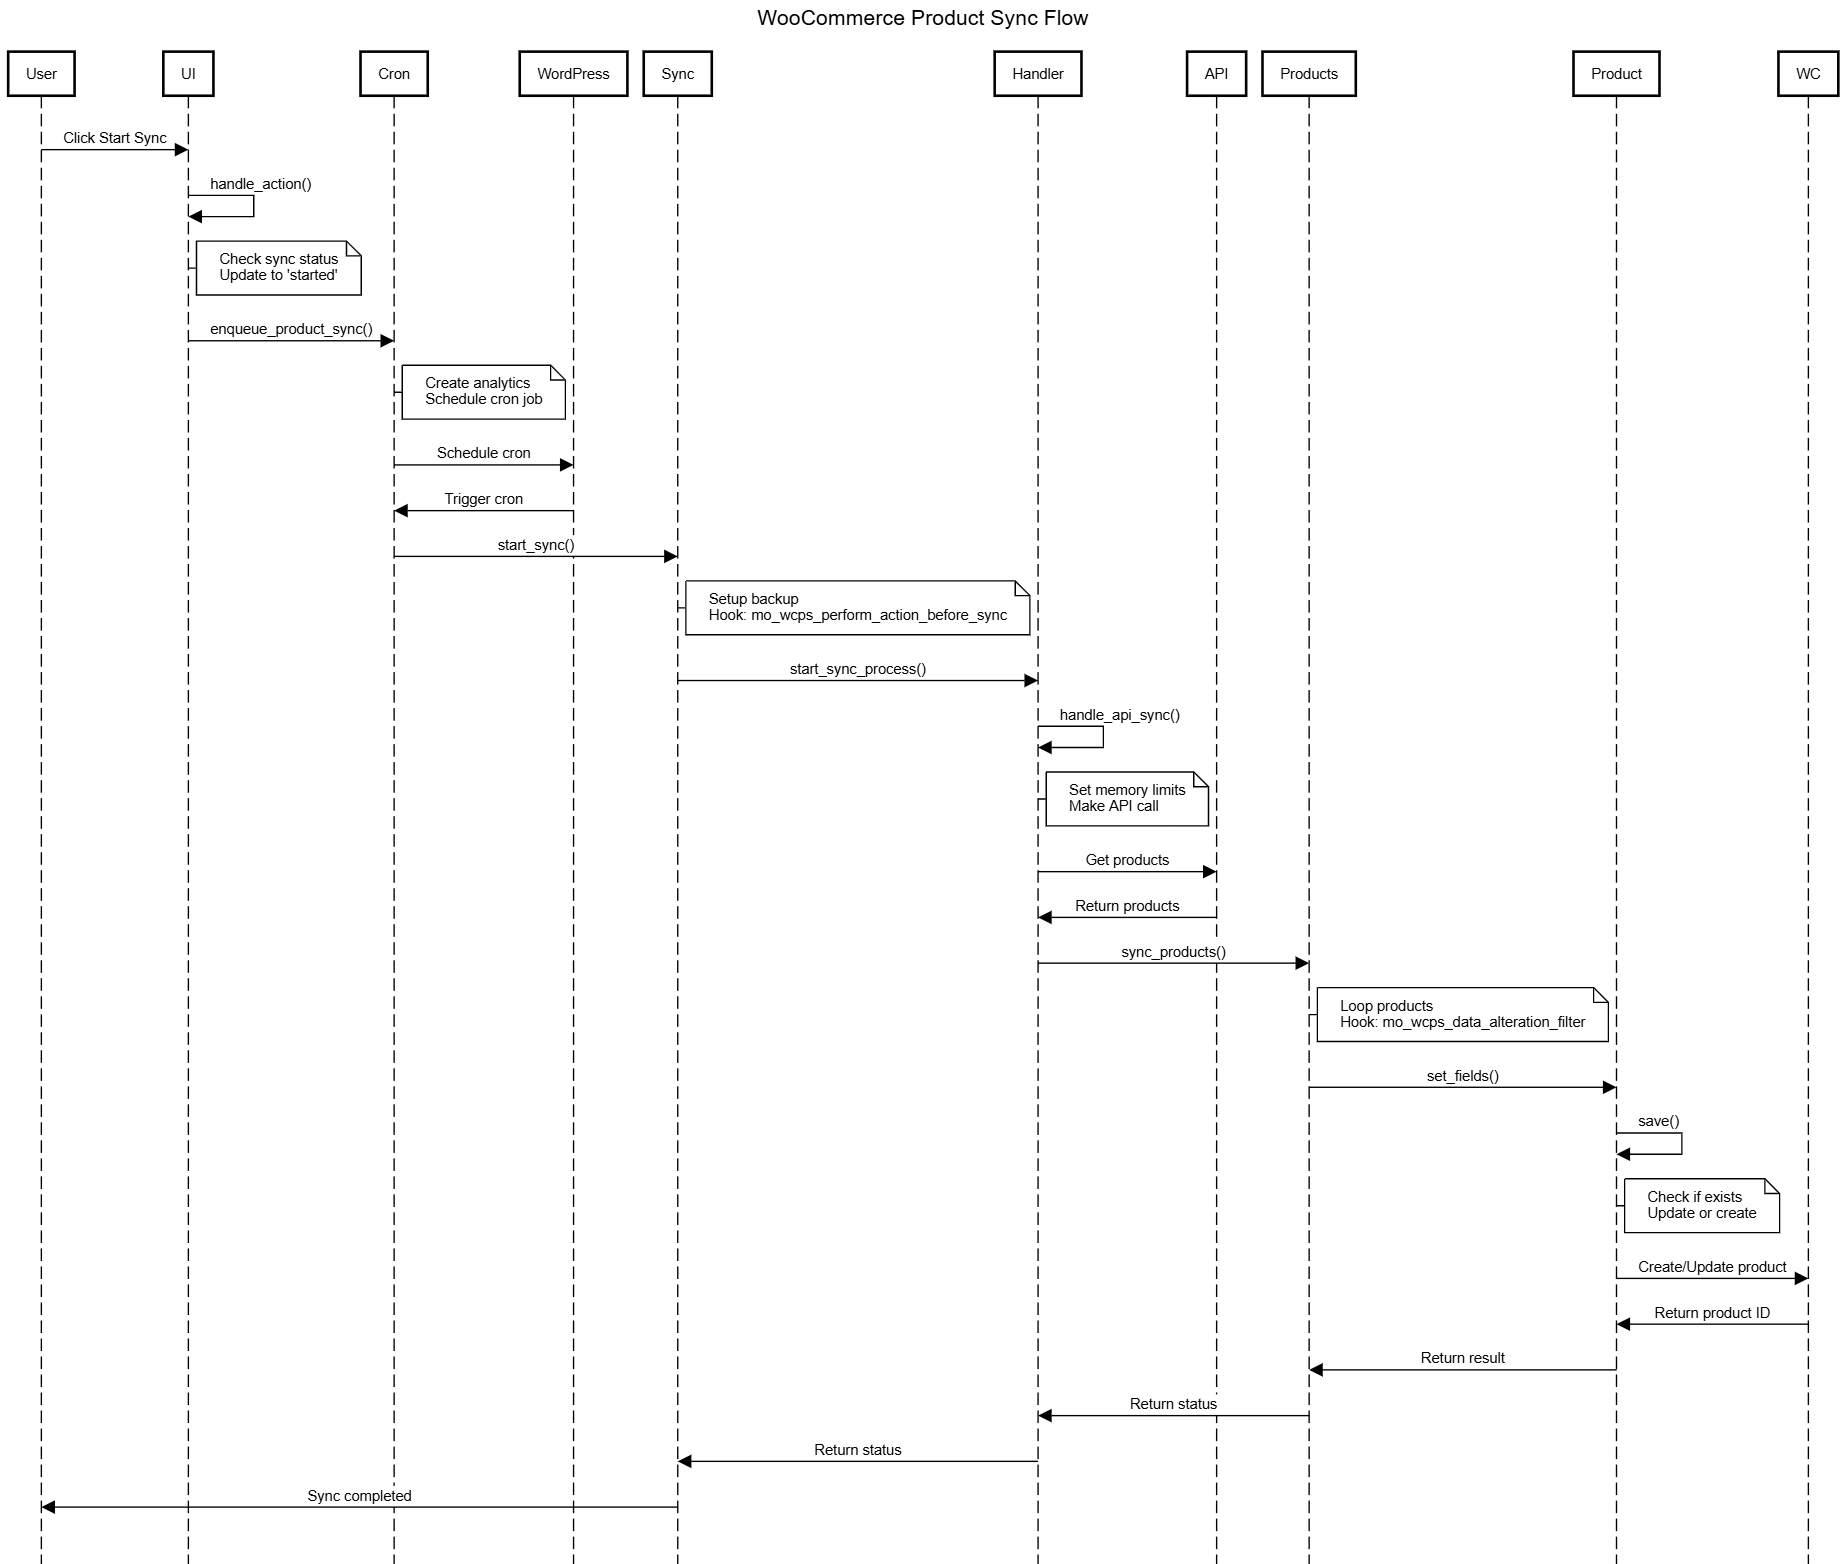 WooCommerce Product Sync Flow
User
UI
Cron
WordPress
Sync
Handler
API
Products
Product
WC
Click Start Sync
handle_action()
Check sync status
Update to 'started'
enqueue_product_sync()
Create analytics
Schedule cron job
Schedule cron
Trigger cron
start_sync()
Setup backup
Hook: mo_wcps_perform_action_before_sync
start_sync_process()
handle_api_sync()
Set memory limits
Make API call
Get products
Return products
sync_products()
Loop products
Hook: mo_wcps_data_alteration_filter
set_fields()
save()
Check if exists
Update or create
Create/Update product
Return product ID
Return result
Return status
Return status
Sync completed